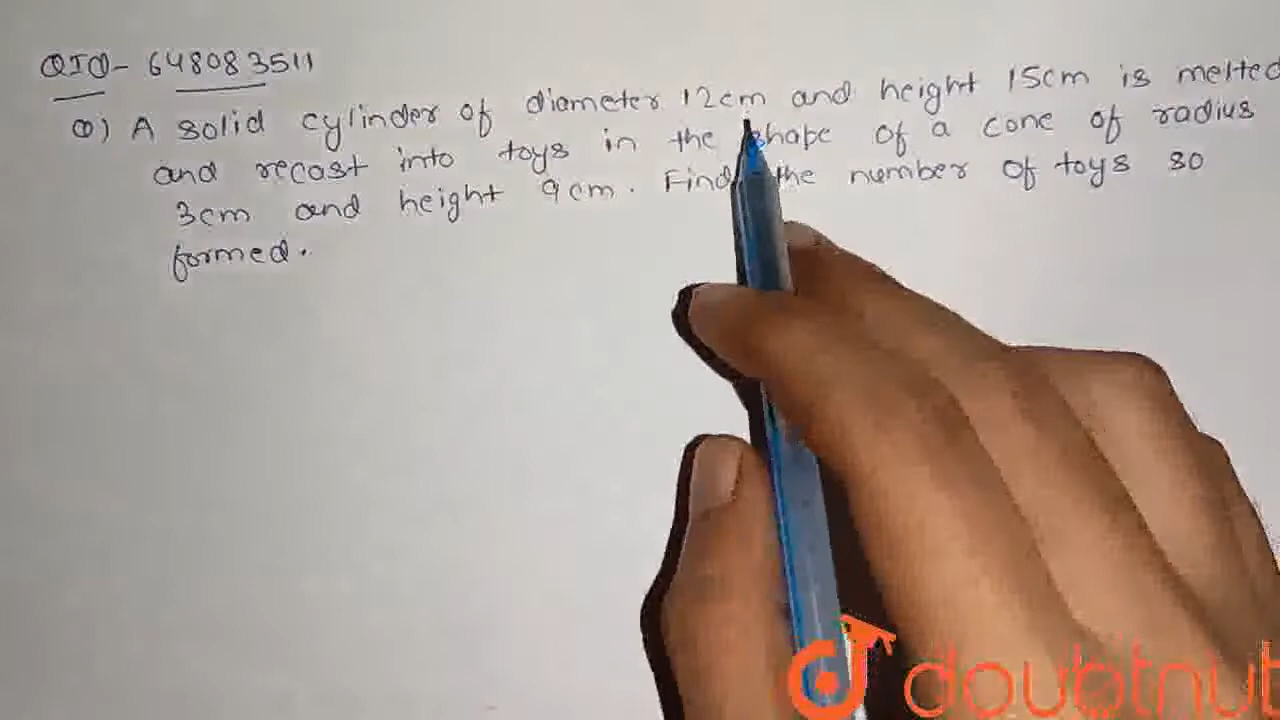 QID- 648083511
Q) A solid cylinder of diameter 12cm and height 15cm is melted
and recast into toys in the shape of a cone of radius
3cm and height 9cm. Find the number of toys so
formed.
doubtnut